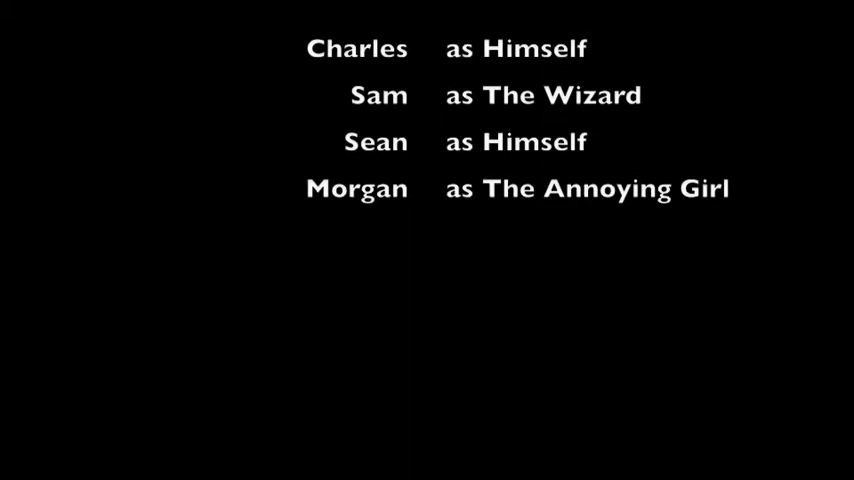 Charles as Himself
Sam as The Wizard
Sean as Himself
Morgan as The Annoying Girl